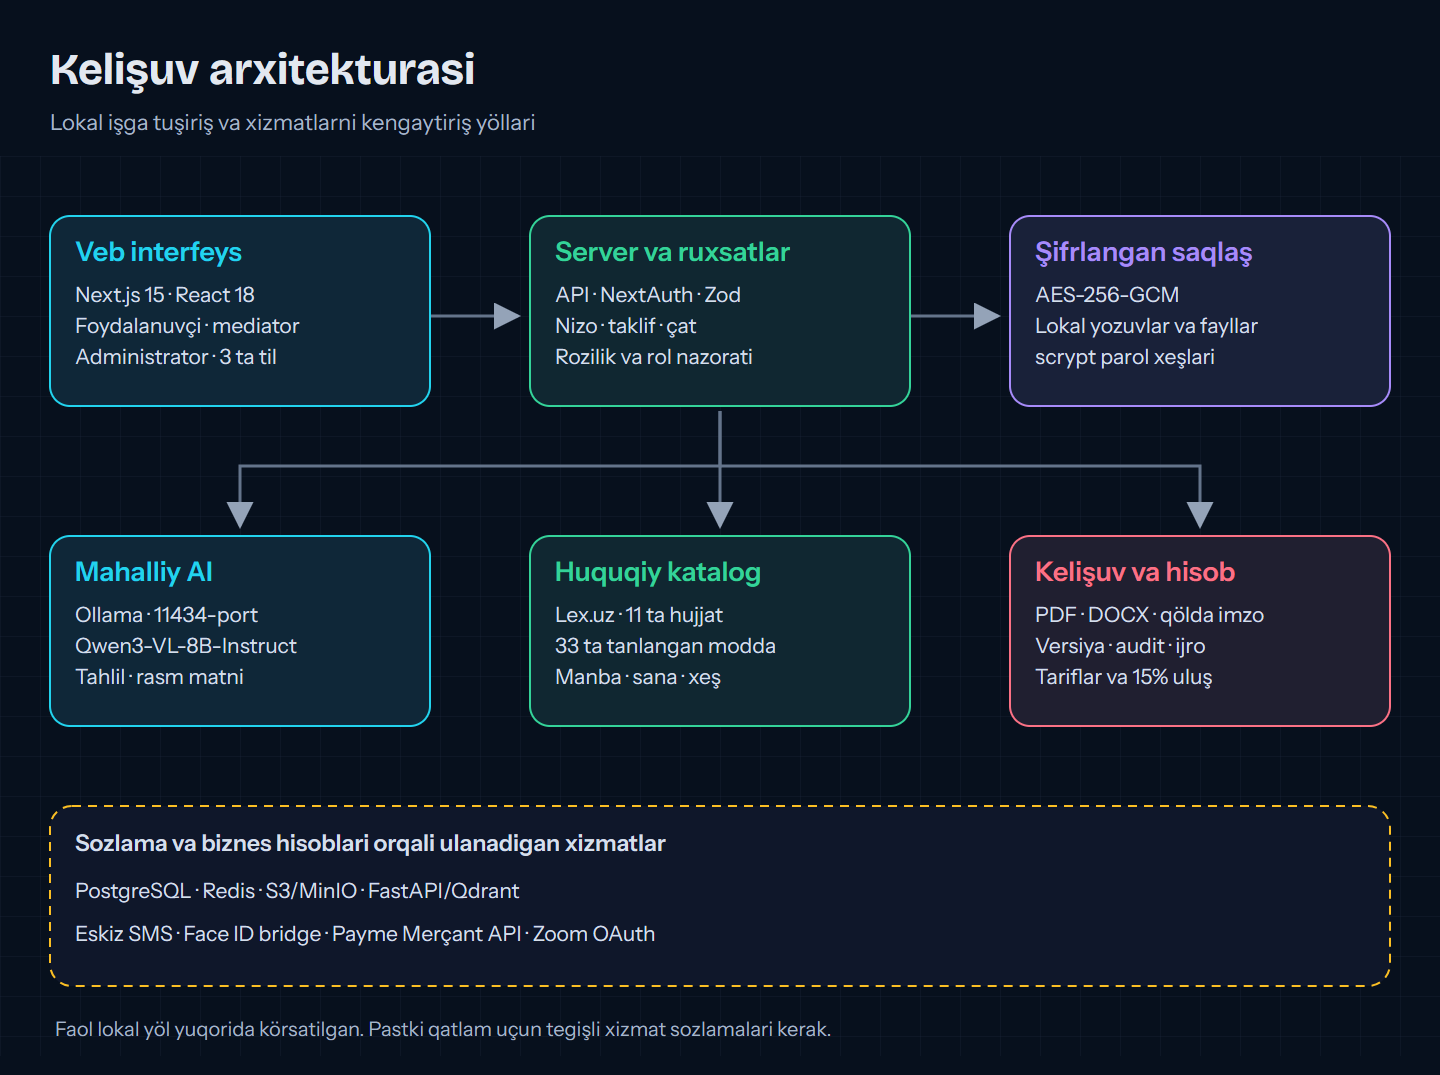 Kelişuv arxitekturasi
Lokal işga tuşiriş va xizmatlarni kengaytiriş yöllari
Veb interfeys
Next.js 15 · React 18
Foydalanuvçi · mediator
Administrator · 3 ta til
Server va ruxsatlar
API · NextAuth · Zod
Nizo · taklif · çat
Rozilik va rol nazorati
Şifrlangan saqlaş
AES-256-GCM
Lokal yozuvlar va fayllar
scrypt parol xeşlari
Mahalliy AI
Ollama · 11434-port
Qwen3-VL-8B-Instruct
Tahlil · rasm matni
Huquqiy katalog
Lex.uz · 11 ta hujjat
33 ta tanlangan modda
Manba · sana · xeş
Kelişuv va hisob
PDF · DOCX · qölda imzo
Versiya · audit · ijro
Tariflar va 15% uluş
Sozlama va biznes hisoblari orqali ulanadigan xizmatlar
PostgreSQL · Redis · S3/MinIO · FastAPI/Qdrant
Eskiz SMS · Face ID bridge · Payme Merçant API · Zoom OAuth
Faol lokal yöl yuqorida körsatilgan. Pastki qatlam uçun tegişli xizmat sozlamalari kerak.